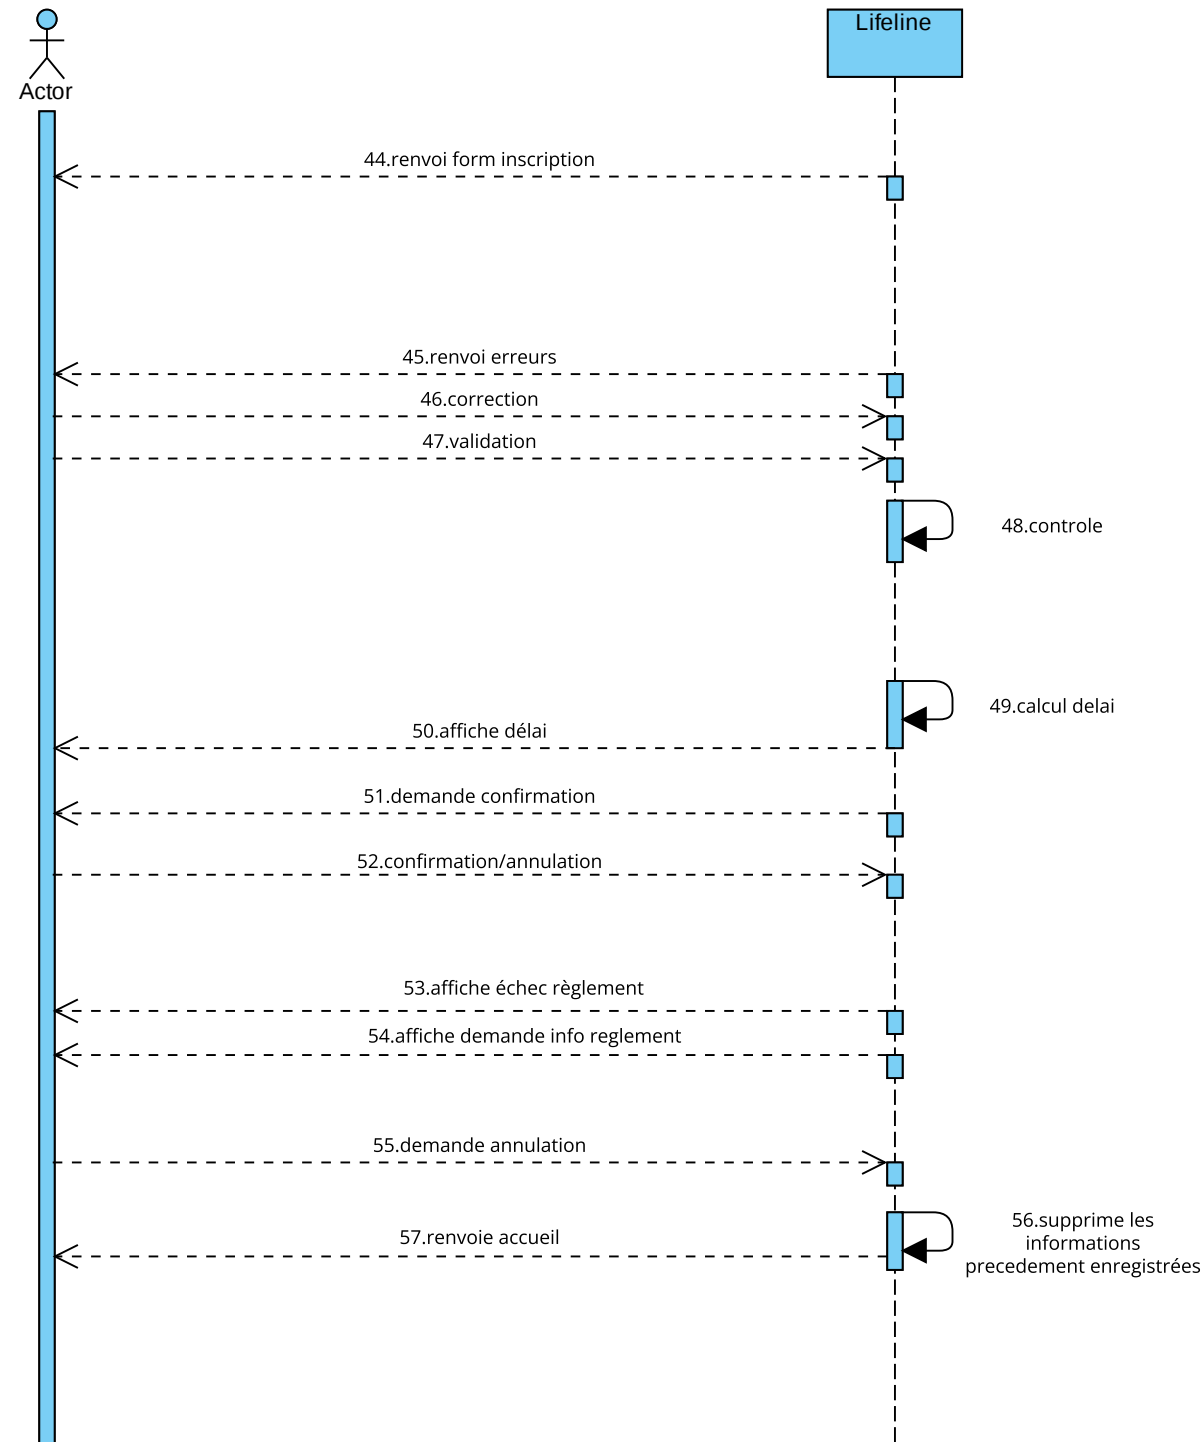 Actor
Lifeline
44.renvoi form inscription
45.renvoi erreurs
46.correction
47.validation
48.controle
49.calcul delai
50.affiche délai
51.demande confirmation
52.confirmation/annulation
53.affiche échec règlement
54.affiche demande info reglement
55.demande annulation
56.supprime les
informations
precedement enregistrées
57.renvoie accueil